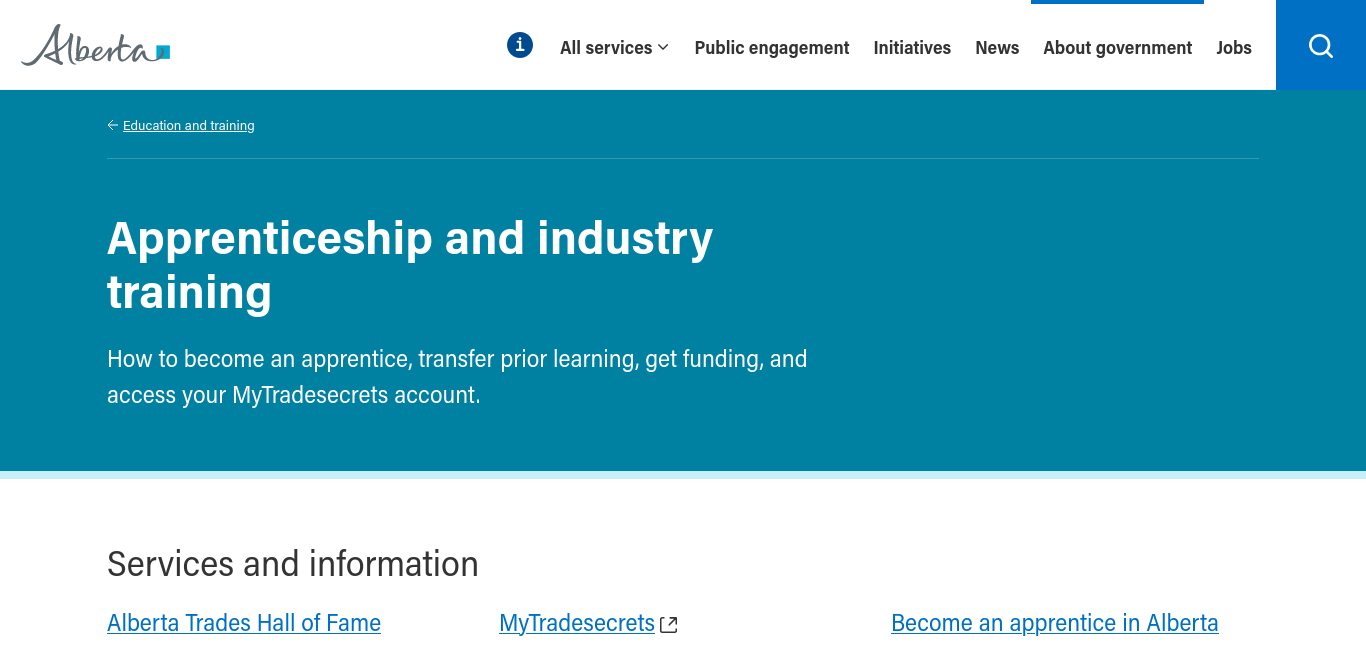 Alberta
i
All services
Public engagement
Initiatives
News
About government
Jobs
Education and training
Apprenticeship and industry
training
How to become an apprentice, transfer prior learning, get funding, and
access your MyTradesecrets account.
Services and information
Alberta Trades Hall of Fame
MyTradesecrets
Become an apprentice in Alberta